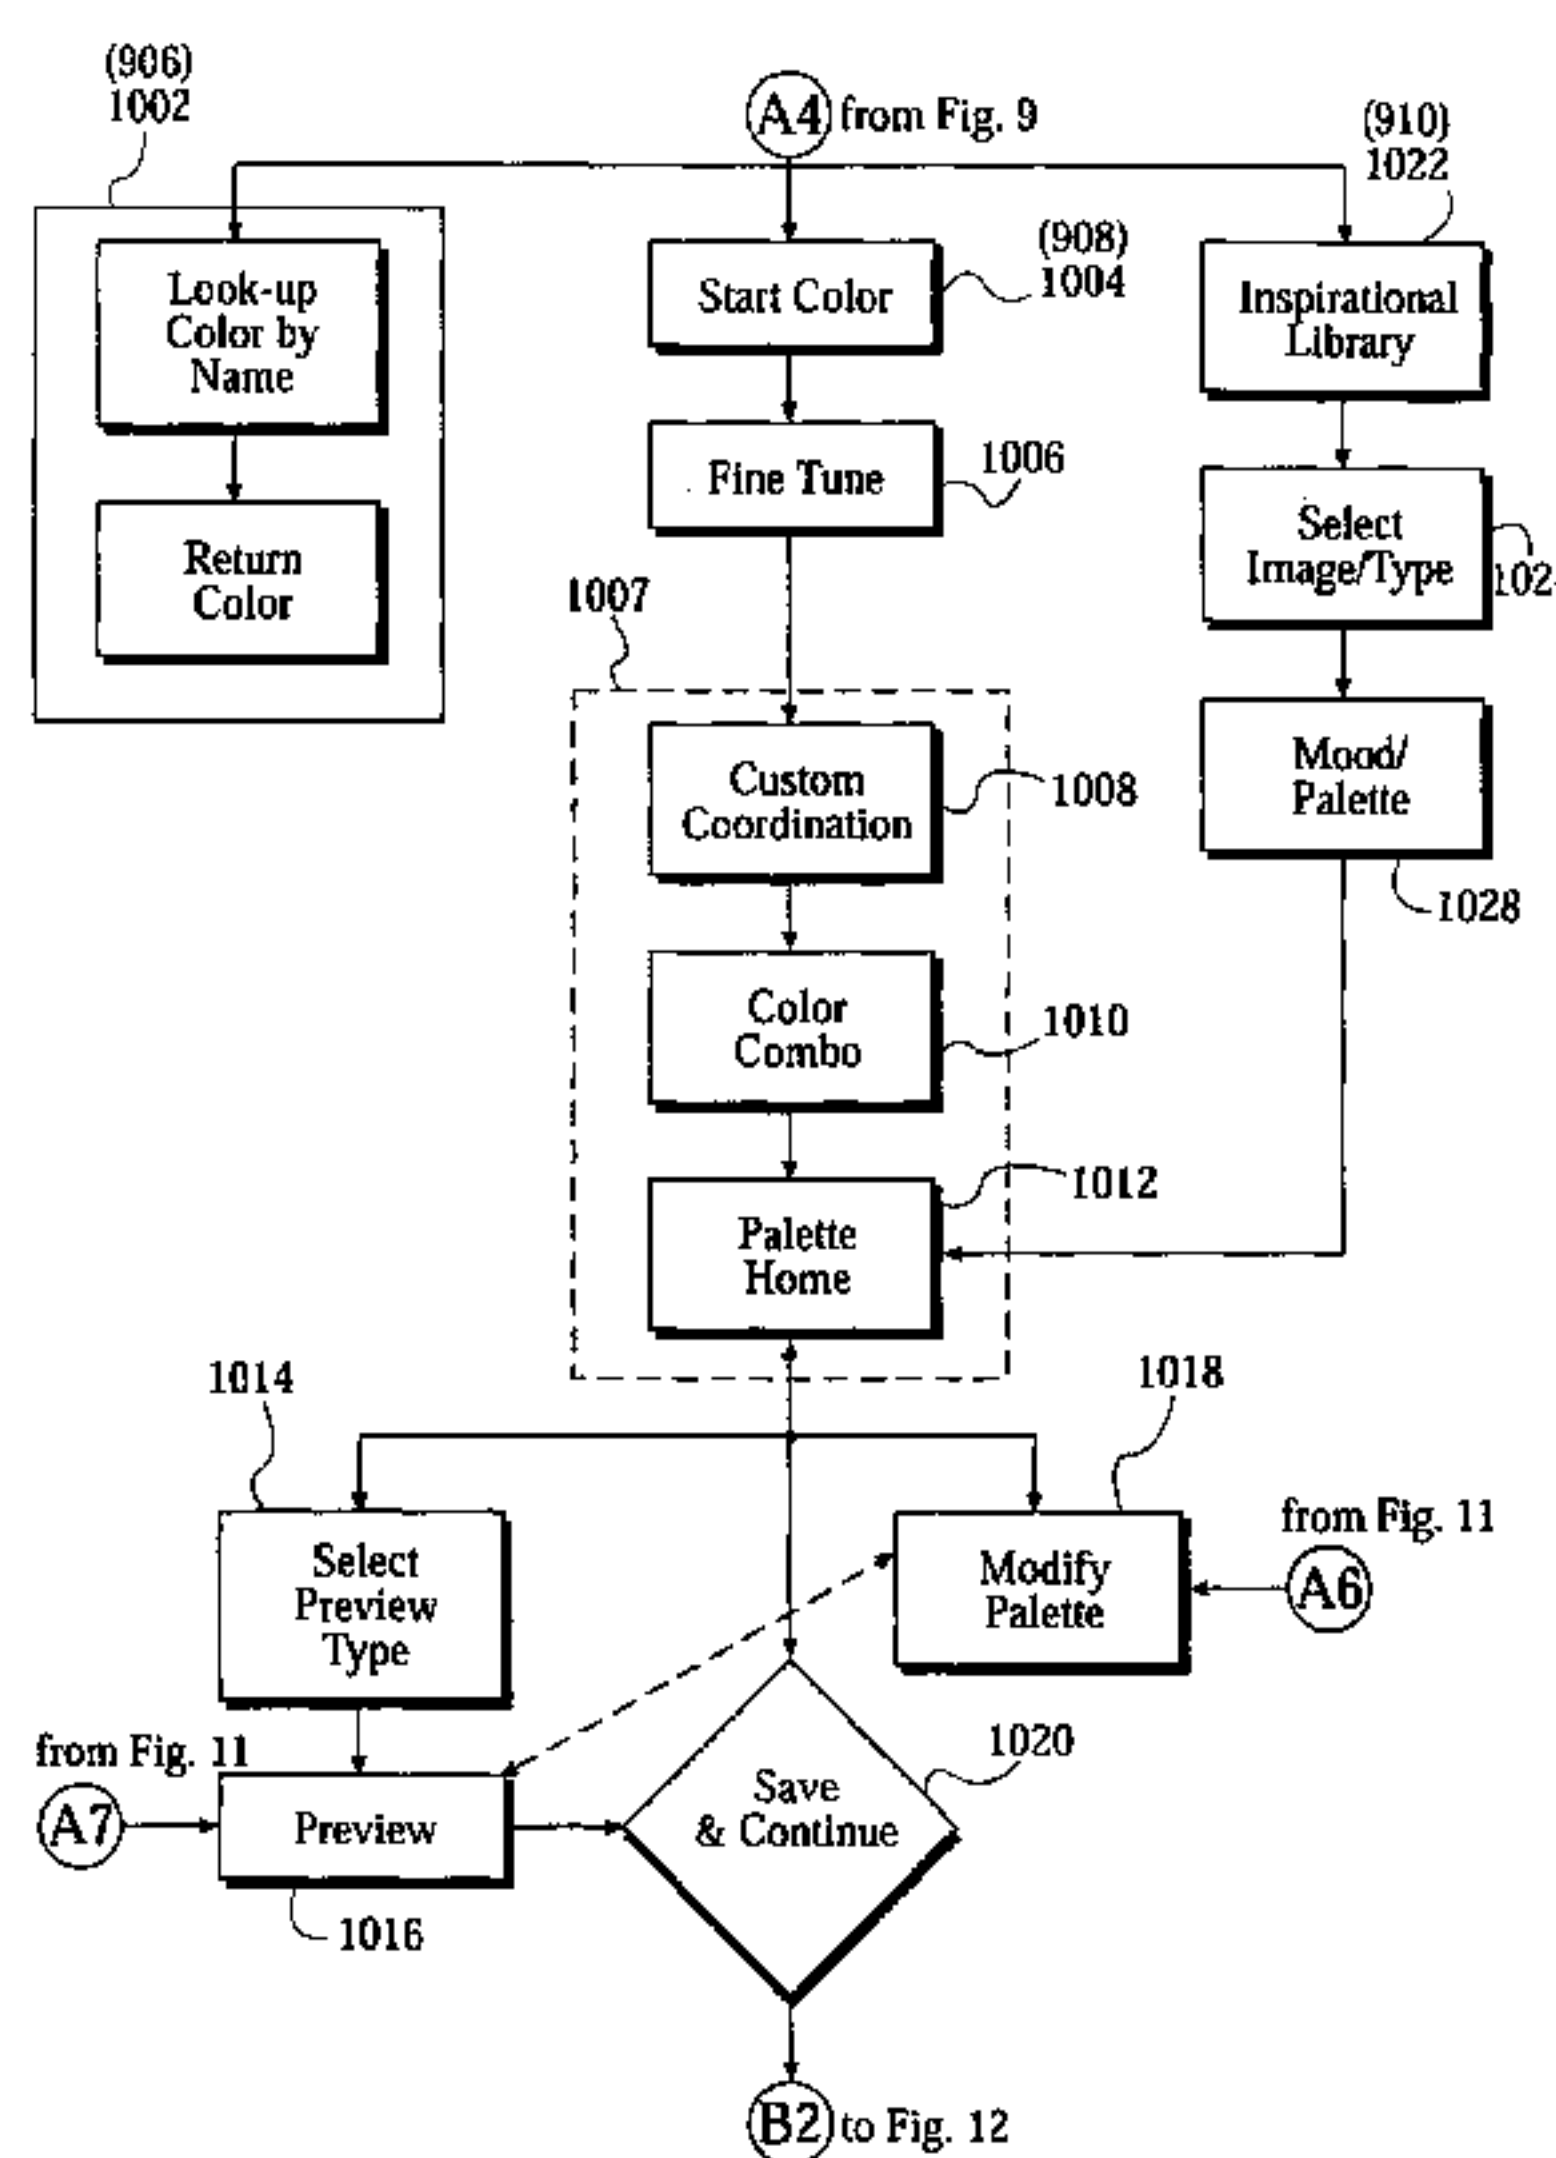 (906)
1002
A4 from Fig. 9
(910)
1022
Look-up
Color by
Name
Start Color
(908)
1004
Inspirational
Library
Fine Tune
1006
Select
Image/Type
Return
Color
1007
Custom
Coordination
1008
Mood/
Palette
1028
Color
Combo
1010
1012
Palette
Home
1014
1018
Select
Preview
Type
Modify
Palette
from Fig. 11
A6
from Fig. 11
A7
Preview
1016
Save
& Continue
1020
B2 to Fig. 12